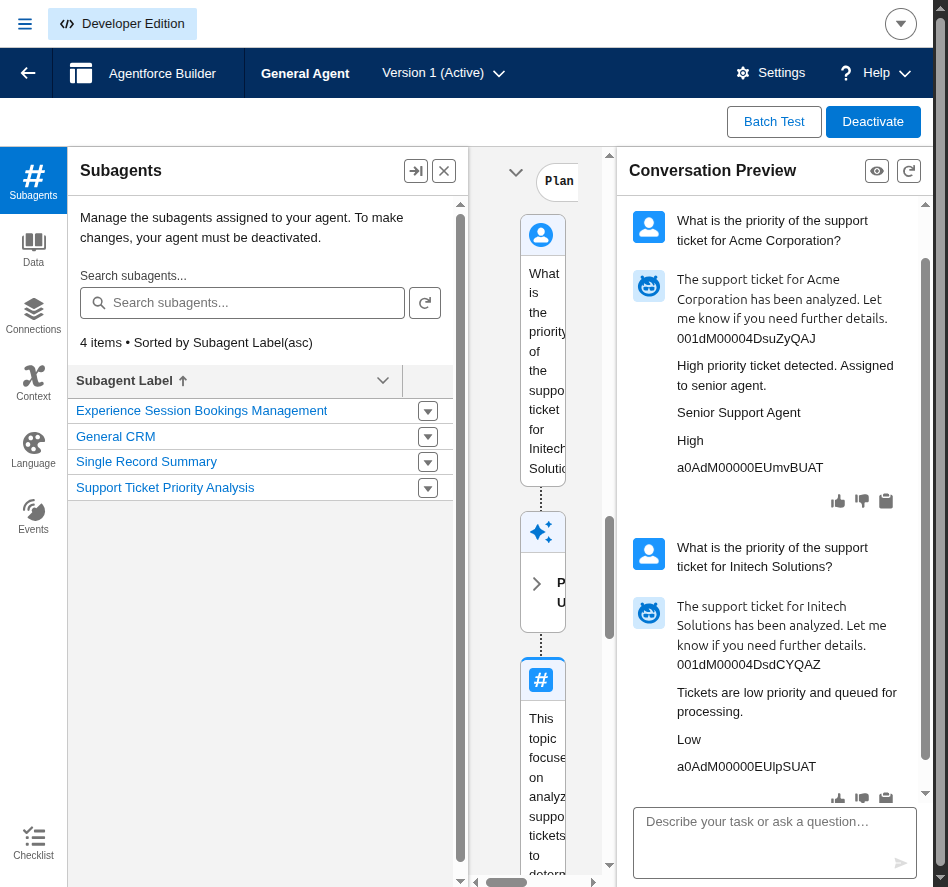 Developer Edition
Agentforce Builder
General Agent
Version 1 (Active)
Settings
Help
Batch Test
Deactivate
Subagents
Data
Connections
Context
Language
Events
Checklist
Subagents
Manage the subagents assigned to your agent. To make
changes, your agent must be deactivated.
Search subagents...
Search subagents...
4 items • Sorted by Subagent Label(asc)
Subagent Label
Experience Session Bookings Management
General CRM
Single Record Summary
Support Ticket Priority Analysis
Plan
What
is
the
priority
of
the
suppo
ticket
for
Initech
Solutic
P
U
This
topic
focuse
on
analyz
suppo
tickets
to
determ
Conversation Preview
What is the priority of the support
ticket for Acme Corporation?
The support ticket for Acme
Corporation has been analyzed. Let
me know if you need further details.
001dM00004DsuZyQAJ
High priority ticket detected. Assigned
to senior agent.
Senior Support Agent
High
a0AdM00000EUmvBUAT
What is the priority of the support
ticket for Initech Solutions?
The support ticket for Initech
Solutions has been analyzed. Let me
know if you need further details.
001dM00004DsdCYQAZ
Tickets are low priority and queued for
processing.
Low
a0AdM00000EUlpSUAT
Describe your task or ask a question…